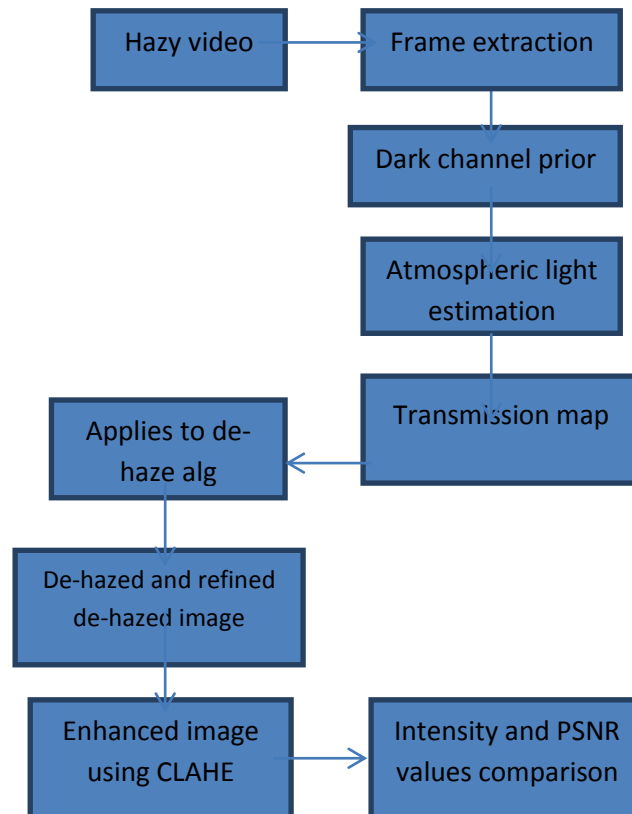 Hazy video
Frame extraction
Dark channel prior
Atmospheric light
estimation
Transmission map
Applies to de-
haze alg
De-hazed and refined
de-hazed image
Enhanced image
using CLAHE
Intensity and PSNR
values comparison